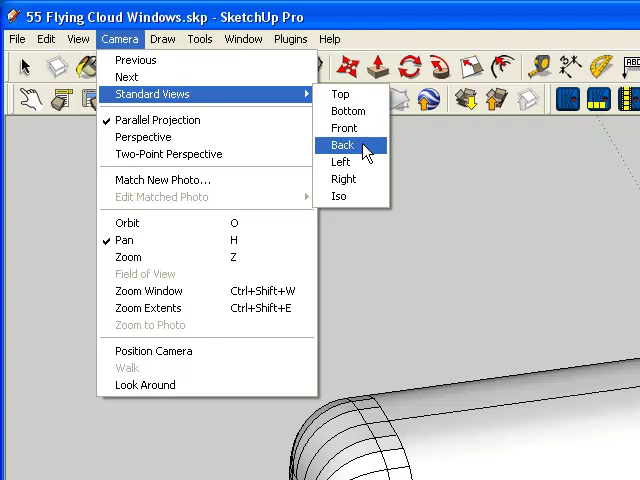 55 Flying Cloud Windows.skp - SketchUp Pro
File Edit View Camera Draw Tools Window Plugins Help
Previous
Next
Standard Views
Parallel Projection
Perspective
Two-Point Perspective
Match New Photo...
Edit Matched Photo
Orbit O
Pan H
Zoom Z
Field of View
Zoom Window Ctrl+Shift+W
Zoom Extents Ctrl+Shift+E
Zoom to Photo
Position Camera
Walk
Look Around
Top
Bottom
Front
Back
Left
Right
Iso
ABC